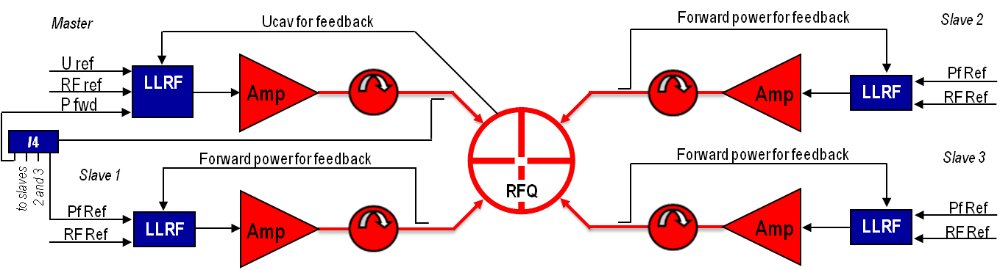 Master
Ucav for feedback
U ref
RF ref
P fwd
LLRF
Amp
/4
to slaves
2 and 3
Slave 1
Forward power for feedback
Pf Ref
RF Ref
LLRF
Amp
RFQ
Forward power for feedback
Slave 2
Amp
LLRF
Pf Ref
RF Ref
Forward power for feedback
Slave 3
Amp
LLRF
Pf Ref
RF Ref